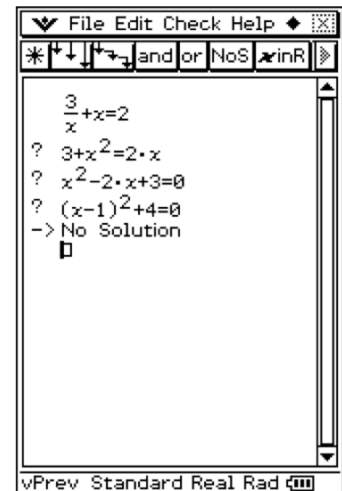 File Edit Check Help
and or NoS xinR
3/x+x=2
? 3+x²=2·x
? x²-2·x+3=0
? (x-1)²+4=0
-> No Solution
vPrev Standard Real Rad